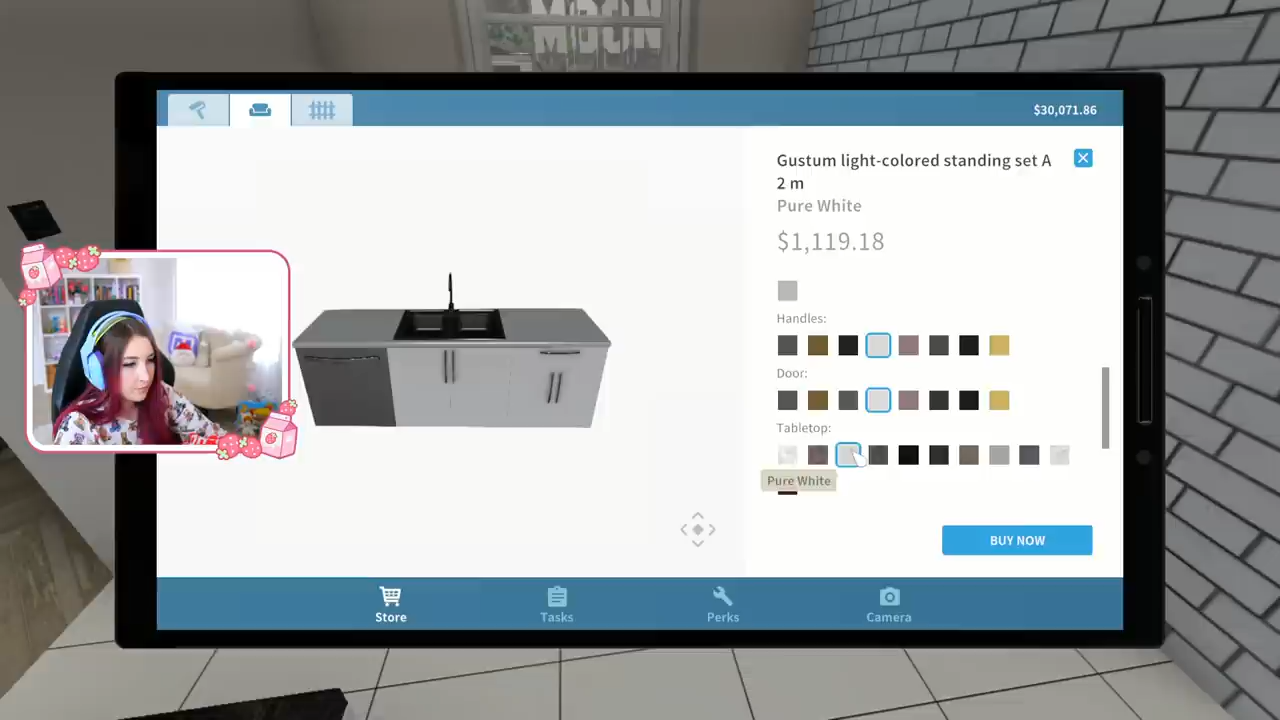 MOON
$30,071.86
Gustum light-colored standing set A
2 m
Pure White
$1,119.18
Handles:
Door:
Tabletop:
Pure White
BUY NOW
Store
Tasks
Perks
Camera